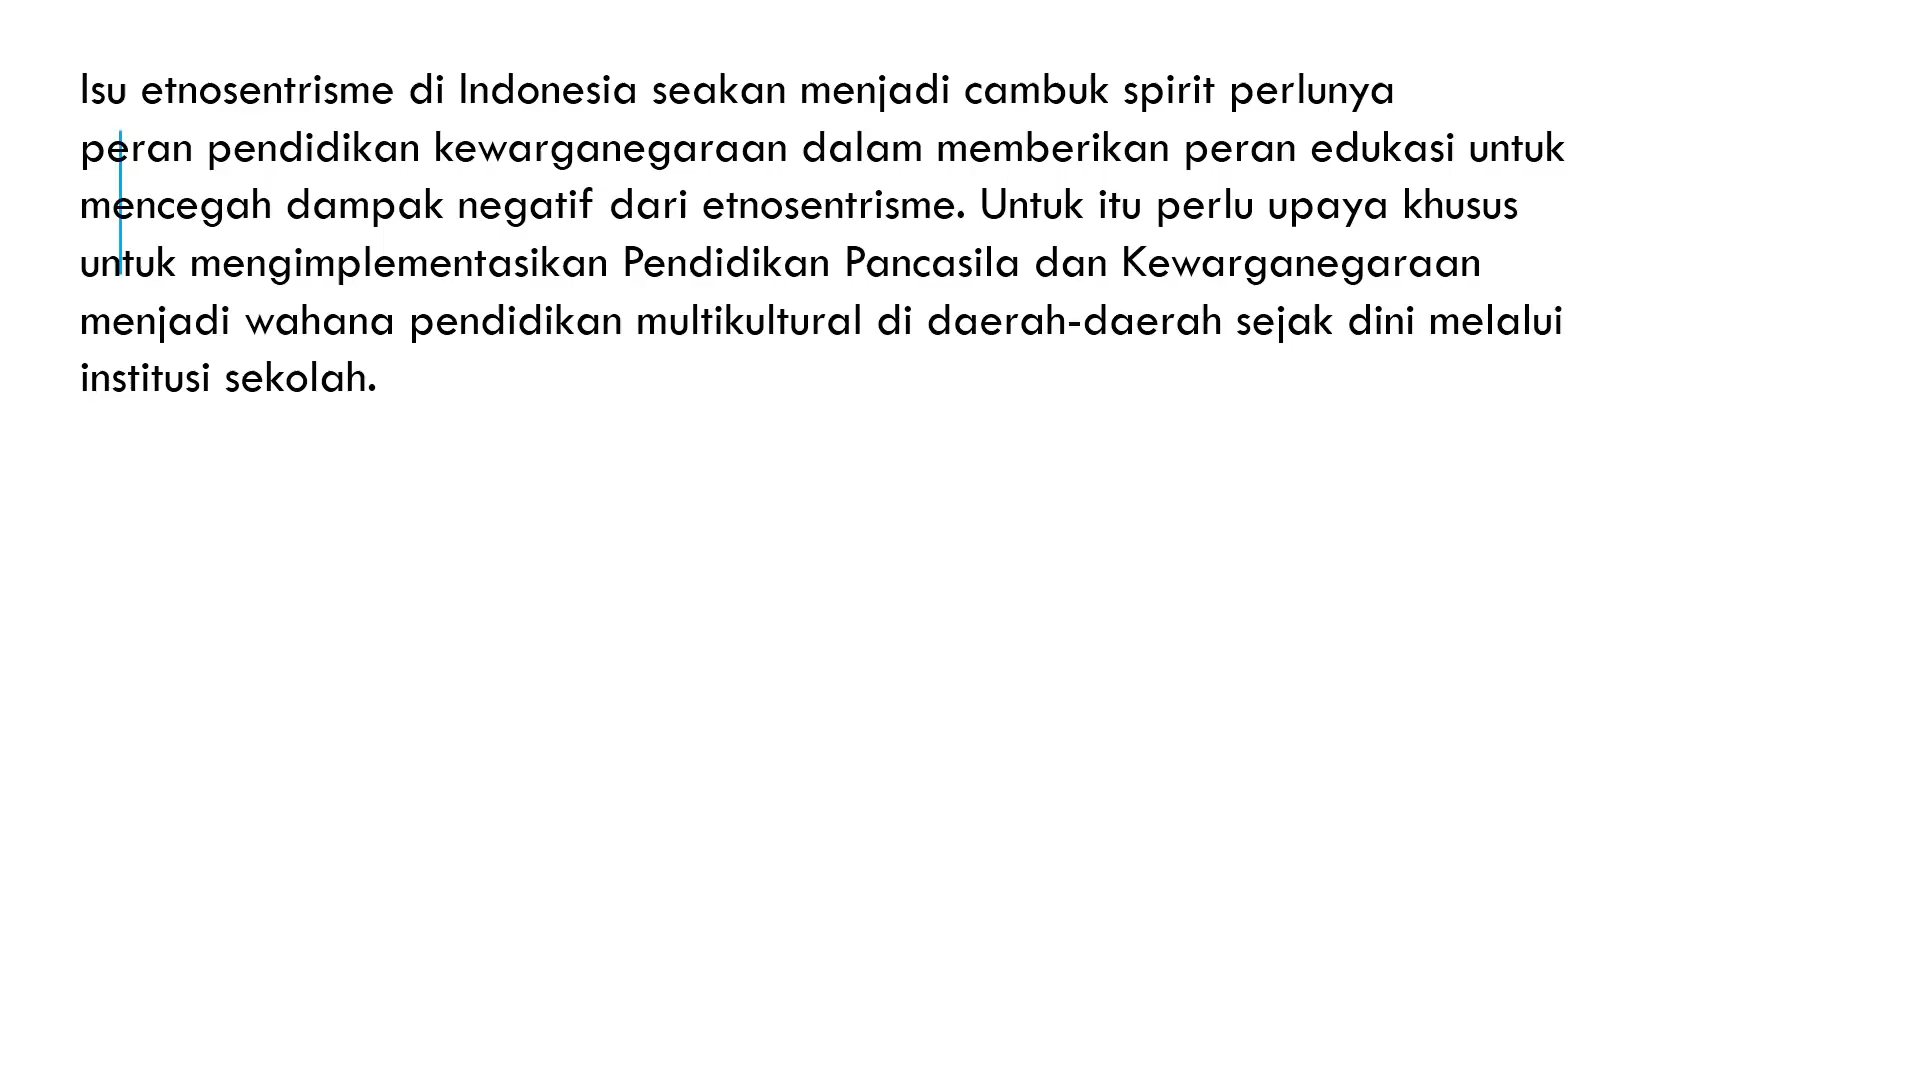 Isu etnosentrisme di Indonesia seakan menjadi cambuk spirit perlunya
peran pendidikan kewarganegaraan dalam memberikan peran edukasi untuk
mencegah dampak negatif dari etnosentrisme. Untuk itu perlu upaya khusus
untuk mengimplementasikan Pendidikan Pancasila dan Kewarganegaraan
menjadi wahana pendidikan multikultural di daerah-daerah sejak dini melalui
institusi sekolah.